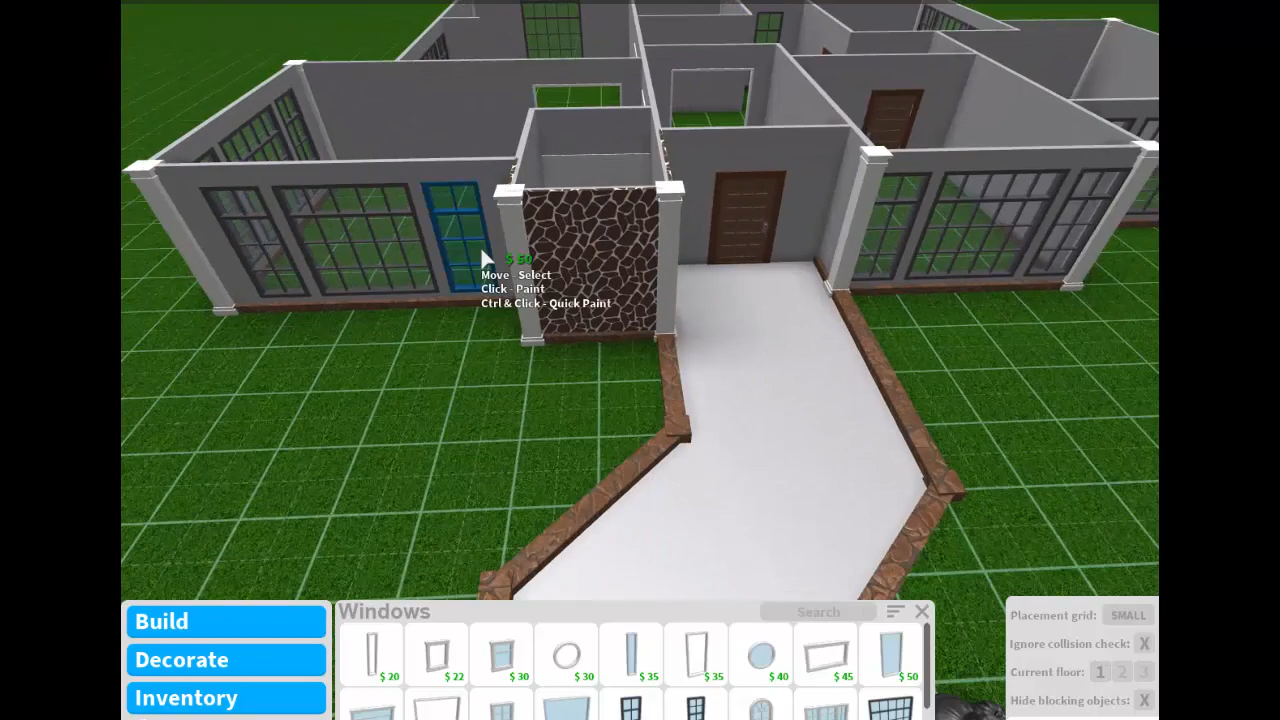 $ 60
Move - Select
Click - Paint
Ctrl & Click - Quick Paint
Build
Decorate
Inventory
Windows
Search
$ 20
$ 22
$ 30
$ 30
$ 35
$ 35
$ 40
$ 45
$ 50
Placement grid: SMALL
Ignore collision check: X
Current floor: 1 2 3
Hide blocking objects: X